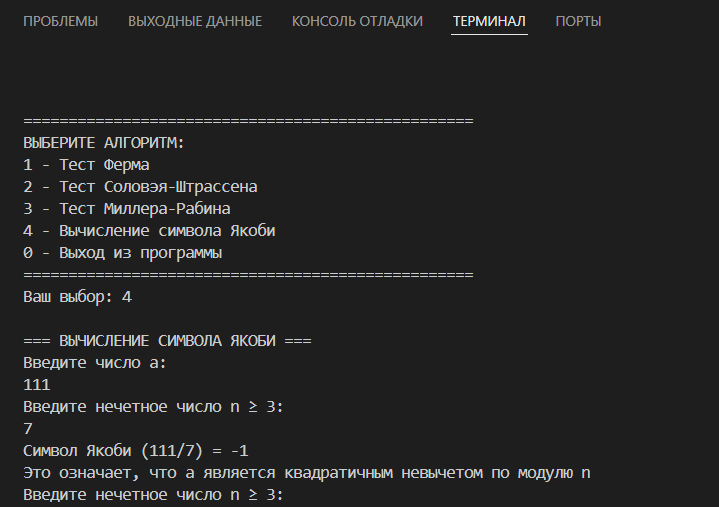 ПРОБЛЕМЫ ВЫХОДНЫЕ ДАННЫЕ КОНСОЛЬ ОТЛАДКИ ТЕРМИНАЛ ПОРТЫ
==================================================
ВЫБЕРИТЕ АЛГОРИТМ:
1 - Тест Ферма
2 - Тест Соловэя-Штрассена
3 - Тест Миллера-Рабина
4 - Вычисление символа Якоби
0 - Выход из программы
==================================================
Ваш выбор: 4
=== ВЫЧИСЛЕНИЕ СИМВОЛА ЯКОБИ ===
Введите число a:
111
Введите нечетное число n ≥ 3:
7
Символ Якоби (111/7) = -1
Это означает, что a является квадратичным невычетом по модулю n
Введите нечетное число n ≥ 3: